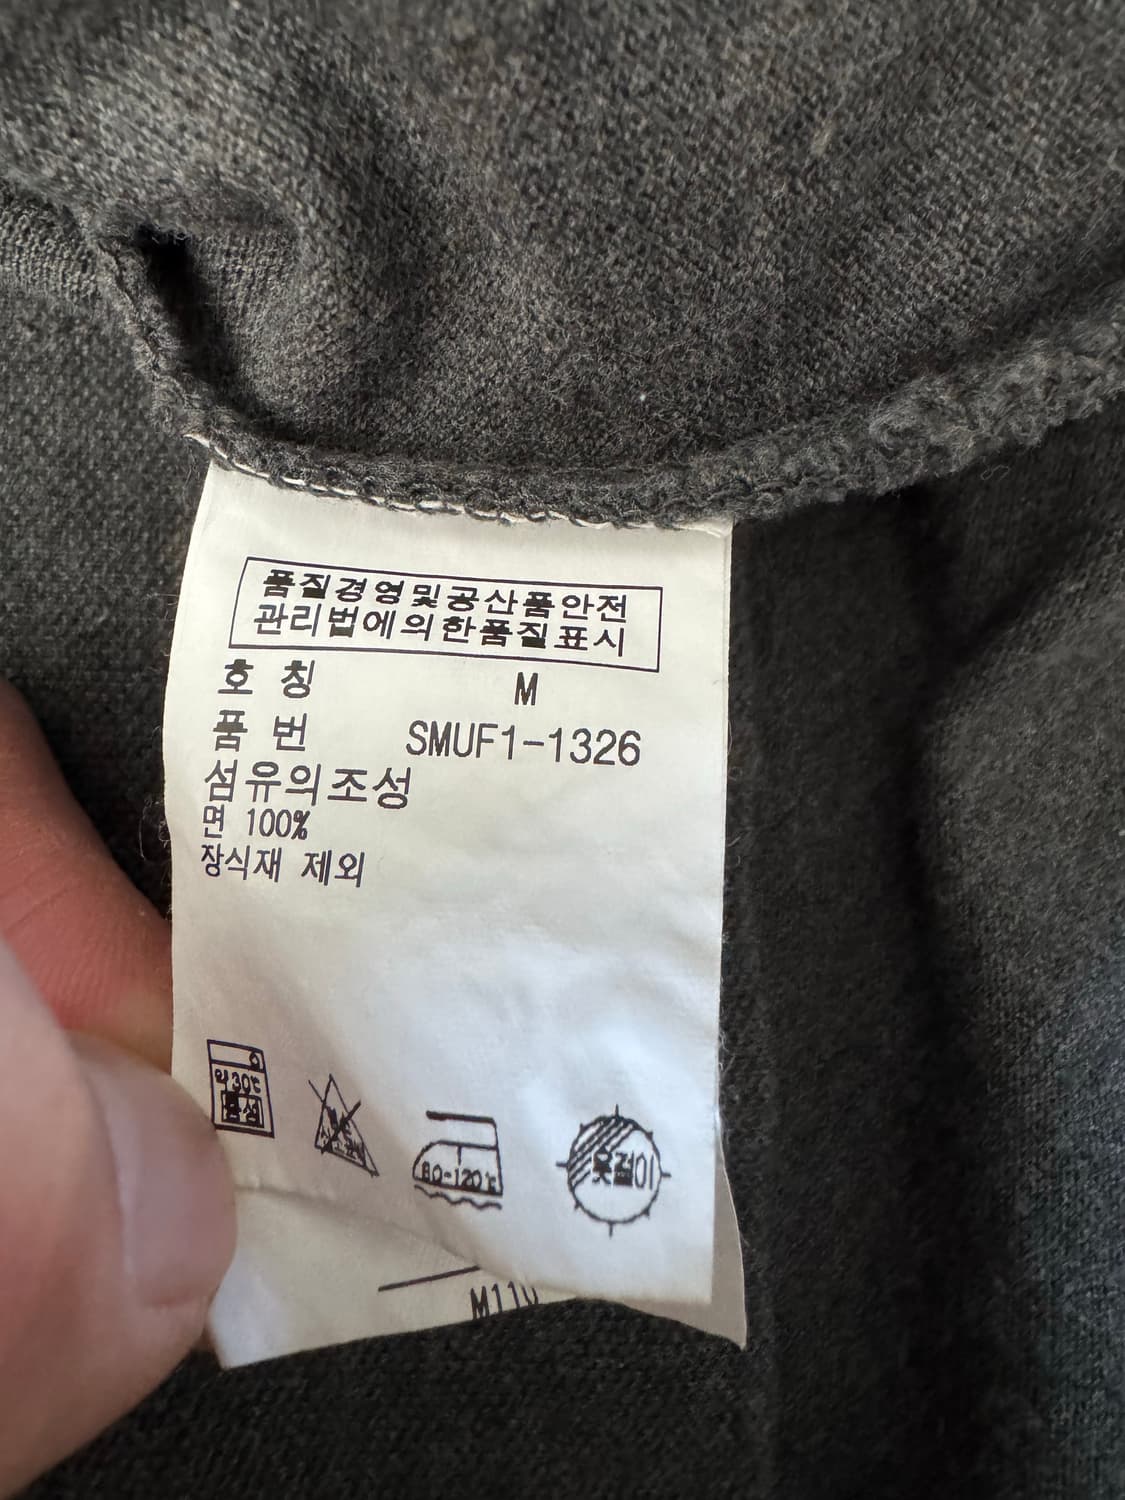 품질경영및공산품안전
관리법에의한품질표시
호 칭 M
품 번 SMUF1-1326
섬유의조성
면 100%
장식재 제외
약30℃
중성
80-120℃
옷걸이